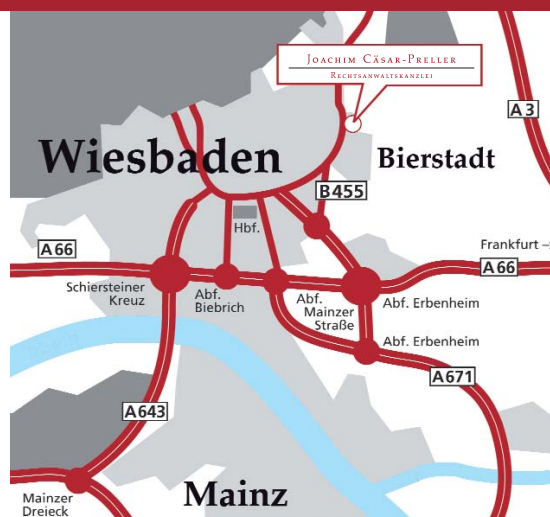 JOACHIM CÄSAR-PRELLER
RECHTSANWALTSKANZLEI
A3
Wiesbaden
Bierstadt
B455
Hbf.
A66
Frankfurt
A66
Schiersteiner
Kreuz
Abf.
Biebrich
Abf.
Mainzer
Straße
Abf. Erbenheim
Abf. Erbenheim
A671
A643
Mainz
Mainzer
Dreieck